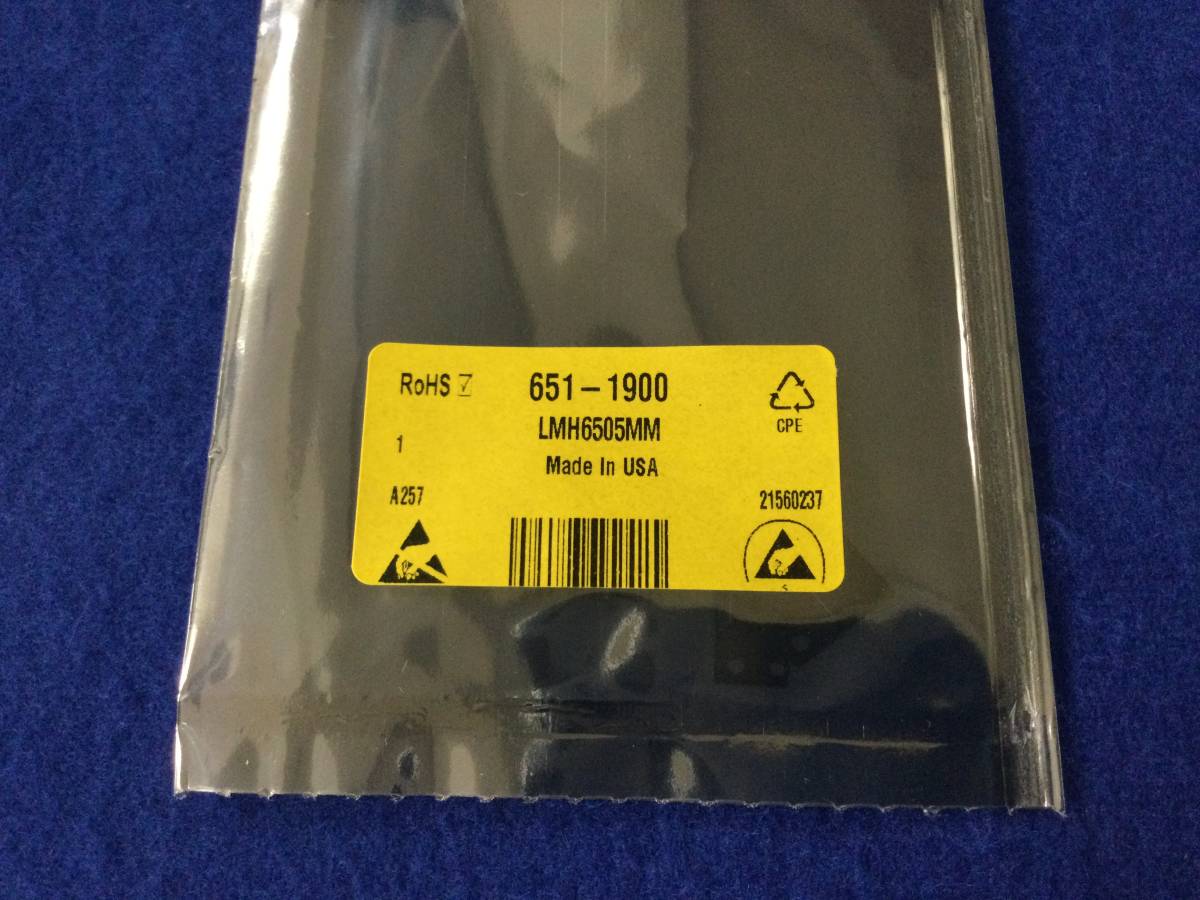 RoHS ☑
651-1900
LMH6505MM
CPE
1
Made In USA
A257
21560237
S